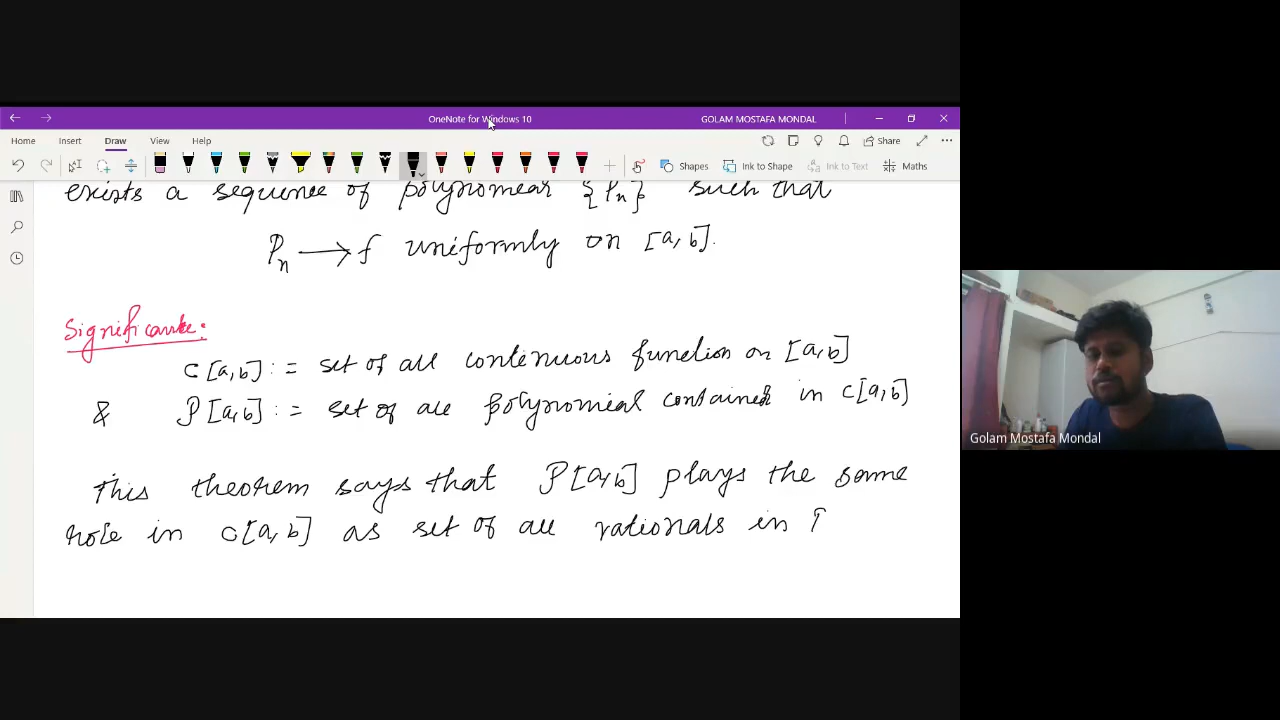 OneNote for Windows 10
GOLAM MOSTAFA MONDAL
Home Insert Draw View Help
Share
Shapes Ink to Shape Ink to Text Maths
exists a sequence of polynomial {Pn} such that
Pn → f uniformly on [a,b].
Significance:
C[a,b] := set of all continuous function on [a,b]
& P[a,b] := set of all polynomial contained in C[a,b]
This theorem says that P[a,b] plays the same
role in C[a,b] as set of all rationals in
Golam Mostafa Mondal